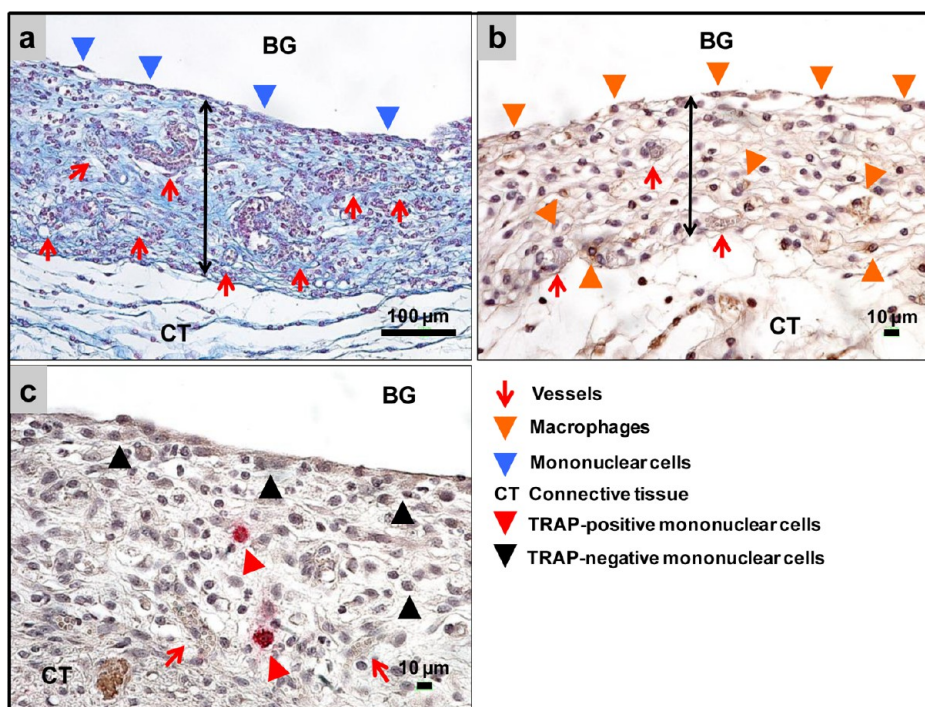 a
BG
CT
100 µm
b
BG
CT
10 µm
c
BG
CT
10 µm
Vessels
Macrophages
Mononuclear cells
CT Connective tissue
TRAP-positive mononuclear cells
TRAP-negative mononuclear cells